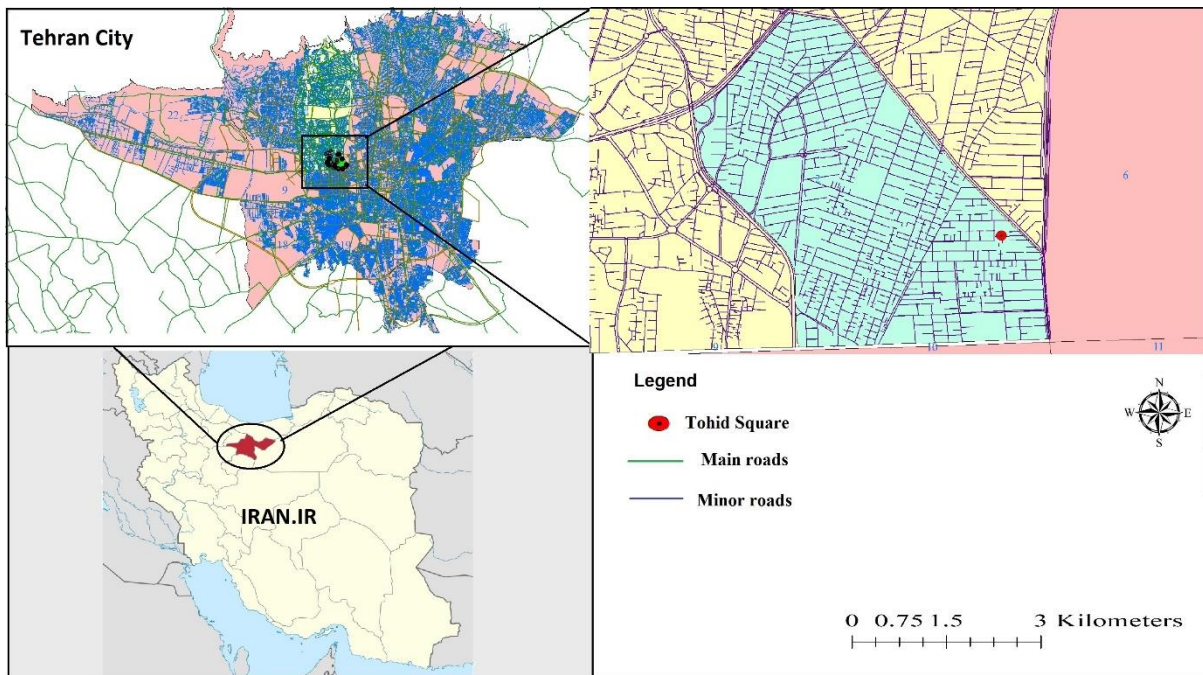 Tehran City
22
9
18
19
6
9
10
11
IRAN.IR
Legend
Tohid Square
Main roads
Minor roads
N
W E
S
0 0.75 1.5 3 Kilometers